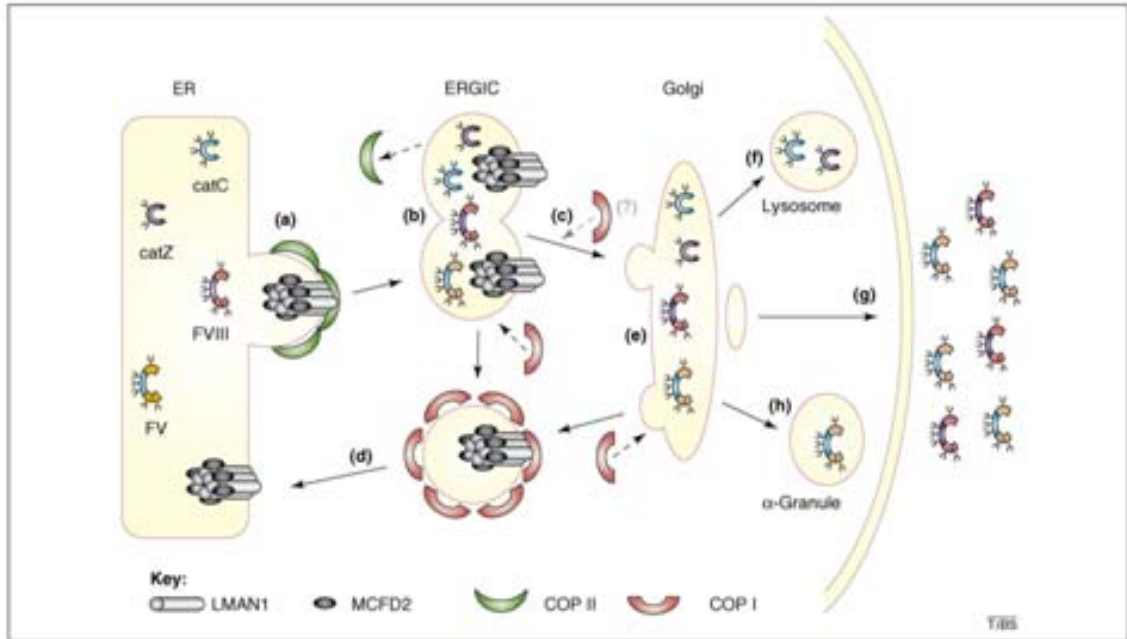 ER
ERGIC
Golgi
catC
catZ
FVIII
FV
(a)
(b)
(c)
(?)
(d)
(e)
(f)
Lysosome
(g)
(h)
α-Granule
Key:
LMAN1
MCFD2
COP II
COP I
TiBS